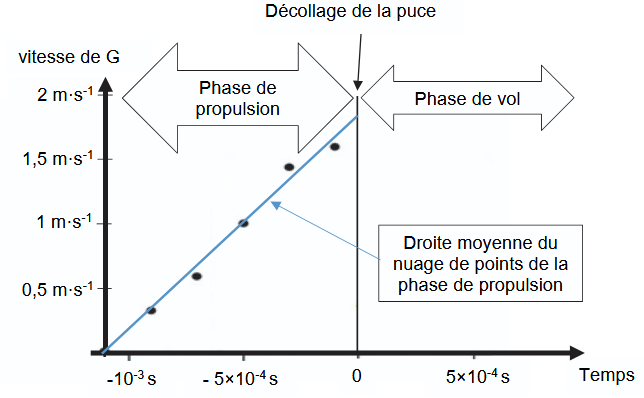 Décollage de la puce
vitesse de G
Phase de
propulsion
Phase de vol
2 m·s⁻¹
1,5 m·s⁻¹
1 m·s⁻¹
0,5 m·s⁻¹
Droite moyenne du
nuage de points de la
phase de propulsion
-10⁻³ s
- 5×10⁻⁴ s
0
5×10⁻⁴ s
Temps